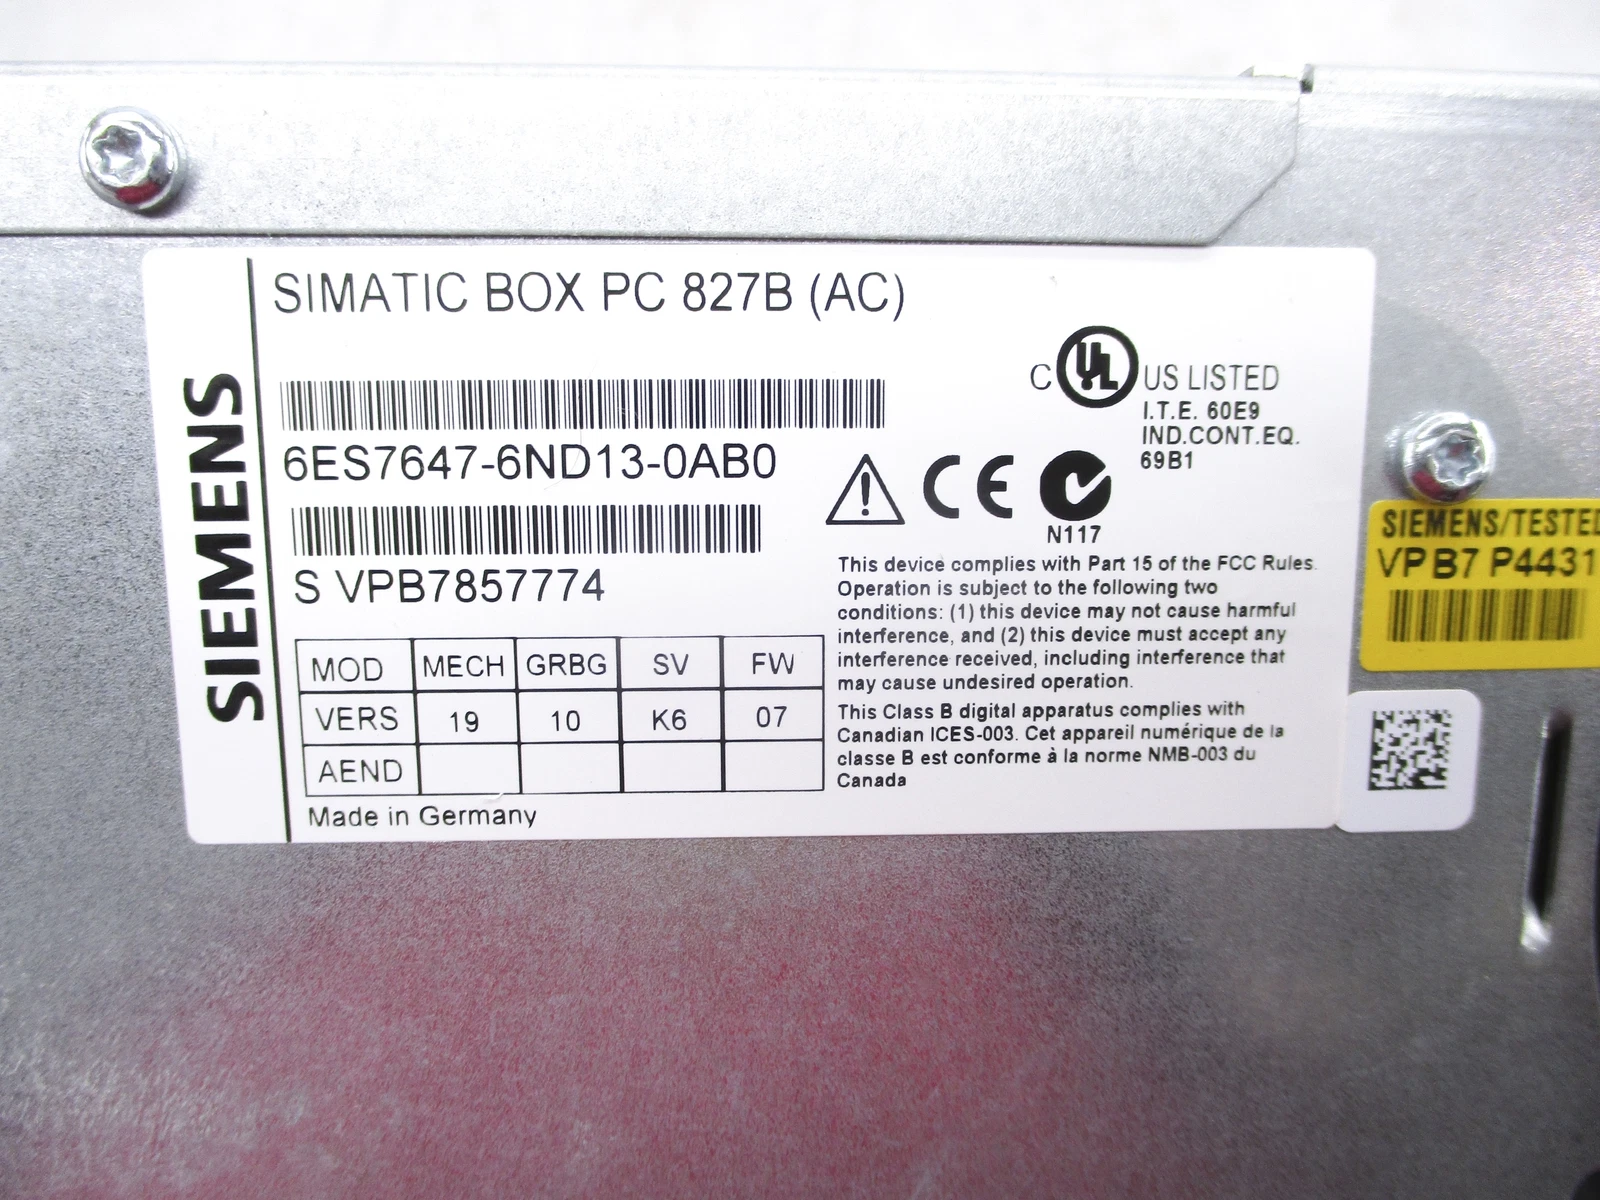 SIEMENS
SIMATIC BOX PC 827B (AC)
6ES7647-6ND13-0AB0
S VPB7857774
MOD MECH GRBG SV FW
VERS 19 10 K6 07
AEND
Made in Germany
C UL US LISTED
I.T.E. 60E9
IND.CONT.EQ.
69B1
CE
N117
This device complies with Part 15 of the FCC Rules.
Operation is subject to the following two
conditions: (1) this device may not cause harmful
interference, and (2) this device must accept any
interference received, including interference that
may cause undesired operation.
This Class B digital apparatus complies with
Canadian ICES-003. Cet appareil numérique de la
classe B est conforme à la norme NMB-003 du
Canada
SIEMENS/TESTED
VPB7 P4431